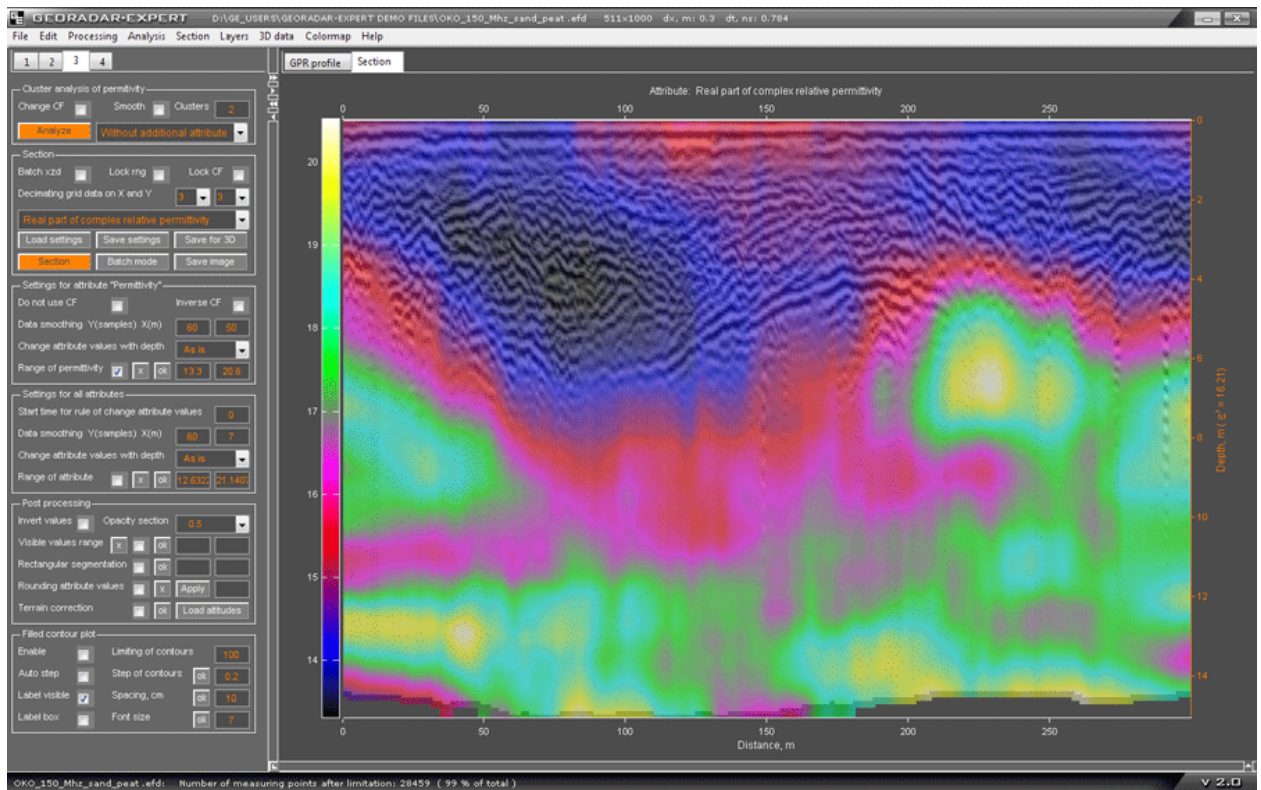 GEORADAR-EXPERT D:\GE_USERS\GEORADAR-EXPERT DEMO FILES\OKO_150_Mhz_sand_peat .efd 511x1000 dx, m: 0.3 dt, ns: 0.784
File Edit Processing Analysis Section Layers 3D data Colormap Help
1 2 3 4
Cluster analysis of permitivity
Change CF Smooth Clusters 2
Analyze Without additional attribute
Section
Batch xzd Lock rng Lock CF
Decimating grid data on X and Y 3 3
Real part of complex relative permittivity
Load settings Save settings Save for 3D
Section Batch mode Save image
Settings for attribute "Permittivity"
Do not use CF Inverse CF
Data smoothing Y(samples) X(m) 60 50
Change attribute values with depth As is
Range of permittivity x ok 13.3 20.6
Settings for all attributes
Start time for rule of change attribute values 0
Data smoothing Y(samples) X(m) 60 7
Change attribute values with depth As is
Range of attribute x ok 12.6322 21.1407
Post processing
Invert values Opacity section 0.5
Visible values range x ok
Rectangular segmentation ok
Rounding attribute values x Apply
Terrain correction ok Load altitudes
Filled contour plot
Enable Limiting of contours 100
Auto step Step of contours ok 0.2
Label visible Spacing, cm ok 10
Label box Font size ok 7
GPR profile Section
Attribute: Real part of complex relative permittivity
0 50 100 150 200 250
20
19
18
17
16
15
14
0
2
4
6
8
10
12
14
Depth, m ( ε' = 16.21)
0 50 100 150 200 250
Distance, m
OKO_150_Mhz_sand_peat .efd: Number of measuring points after limitation: 28459 ( 99 % of total )
v 2.0